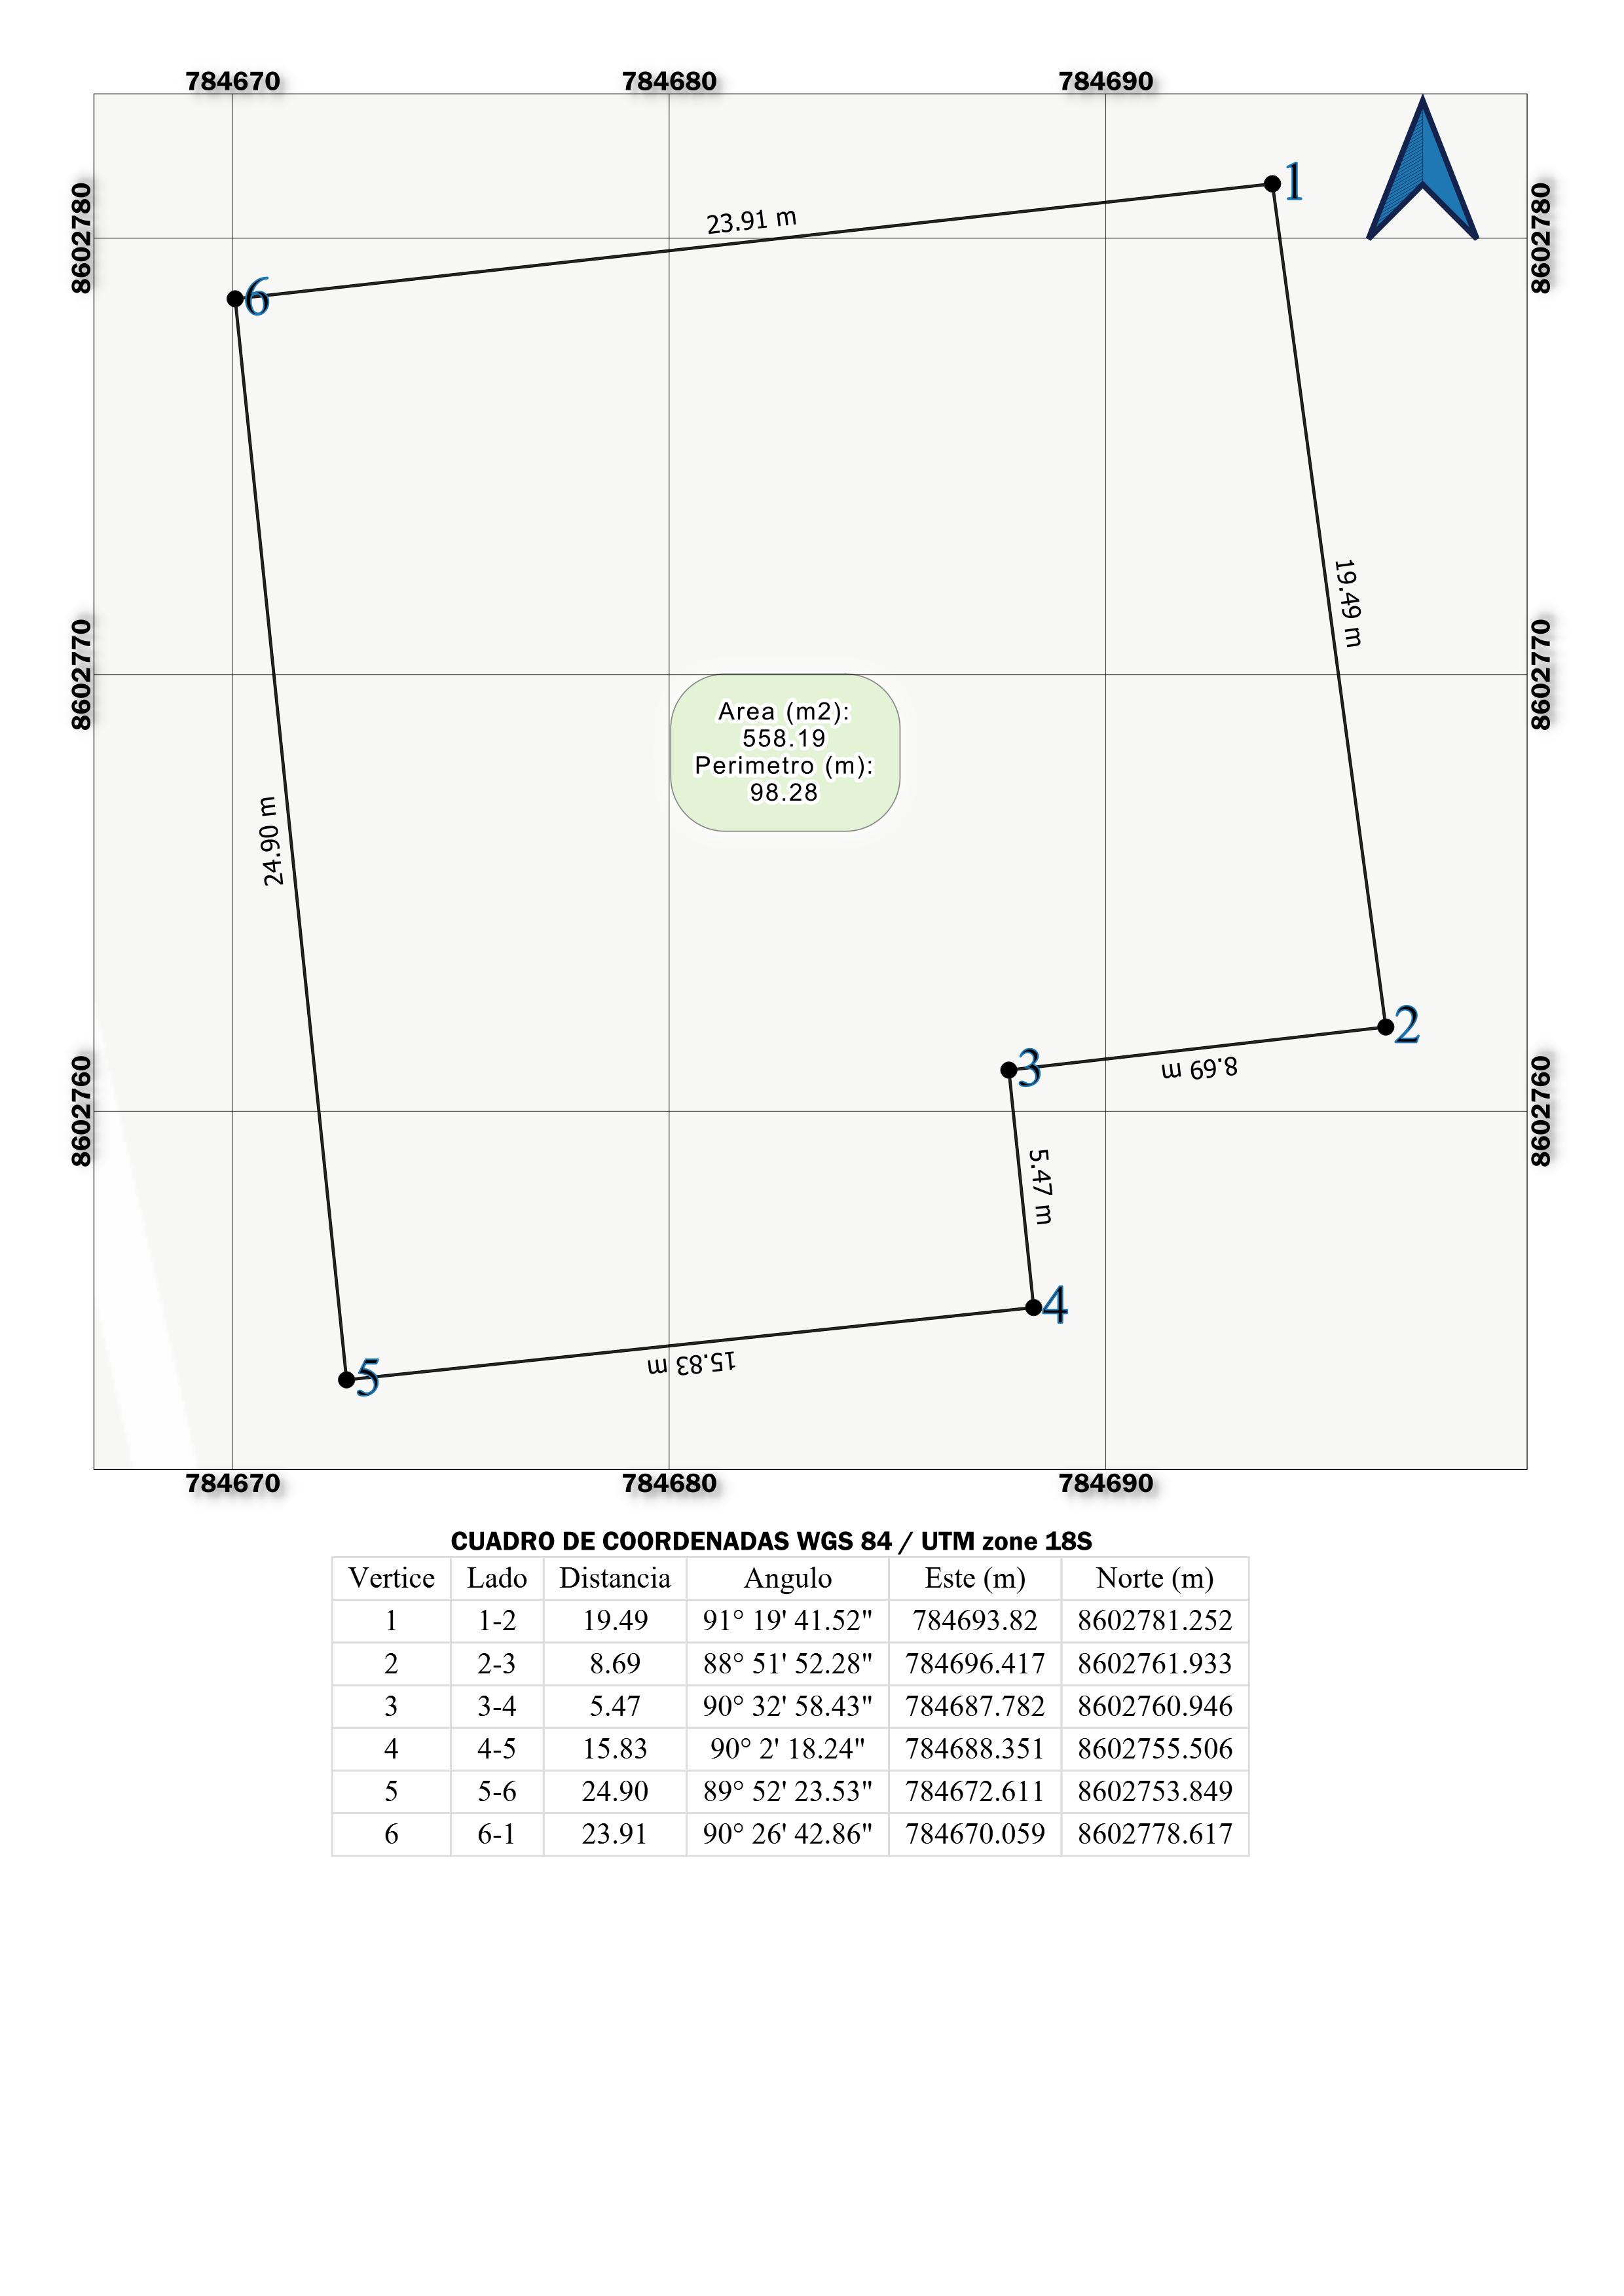 784670 784680 784690
1
23.91 m
8602780 8602780
6
19.49 m
8602770 8602770
Area (m2):
558.19
Perimetro (m):
98.28
24.90 m
2
3
8.69 m
8602760 8602760
5.47 m
4
15.83 m
5
784670 784680 784690
CUADRO DE COORDENADAS WGS 84 / UTM zone 18S
Vertice Lado Distancia Angulo Este (m) Norte (m)
1 1-2 19.49 91° 19' 41.52" 784693.82 8602781.252
2 2-3 8.69 88° 51' 52.28" 784696.417 8602761.933
3 3-4 5.47 90° 32' 58.43" 784687.782 8602760.946
4 4-5 15.83 90° 2' 18.24" 784688.351 8602755.506
5 5-6 24.90 89° 52' 23.53" 784672.611 8602753.849
6 6-1 23.91 90° 26' 42.86" 784670.059 8602778.617